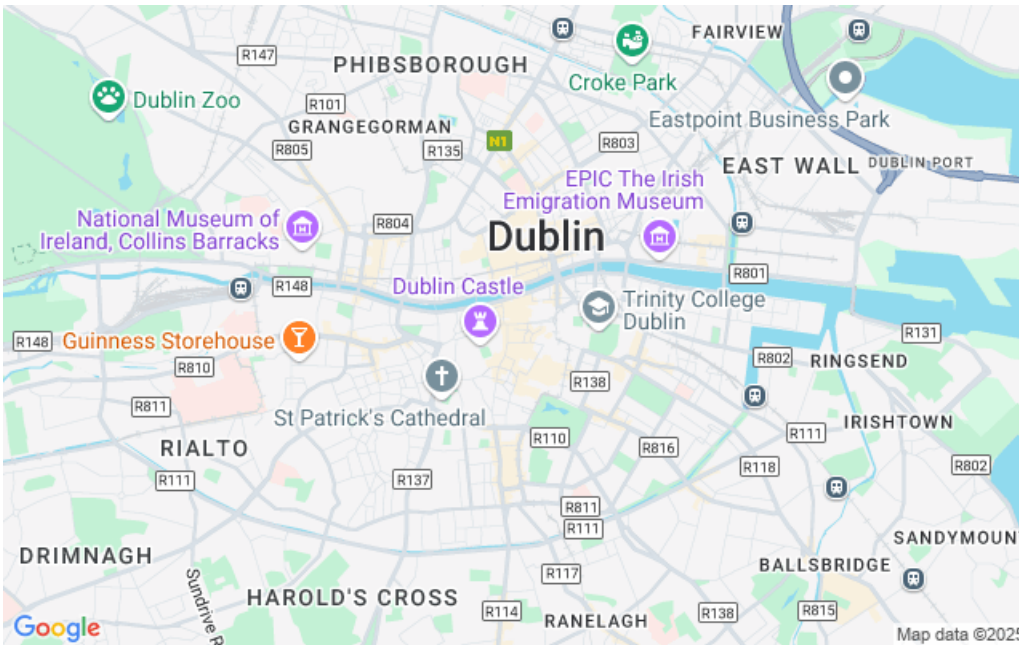 FAIRVIEW
R147
PHIBSBOROUGH
Croke Park
Dublin Zoo
R101
Eastpoint Business Park
GRANGEGORMAN
N1
R803
R805
R135
EAST WALL
DUBLIN PORT
EPIC The Irish
Emigration Museum
National Museum of
Ireland, Collins Barracks
R804
Dublin
R801
R148
Dublin Castle
Trinity College
Dublin
R148
Guinness Storehouse
R131
R802
RINGSEND
R810
R138
R811
St Patrick's Cathedral
IRISHTOWN
R110
R111
RIALTO
R816
R118
R802
R111
R137
R811
R111
SANDYMOUN
DRIMNAGH
BALLSBRIDGE
R117
Sundrive R
HAROLD'S CROSS
R114
RANELAGH
R138
R815
Google
Map data ©2025